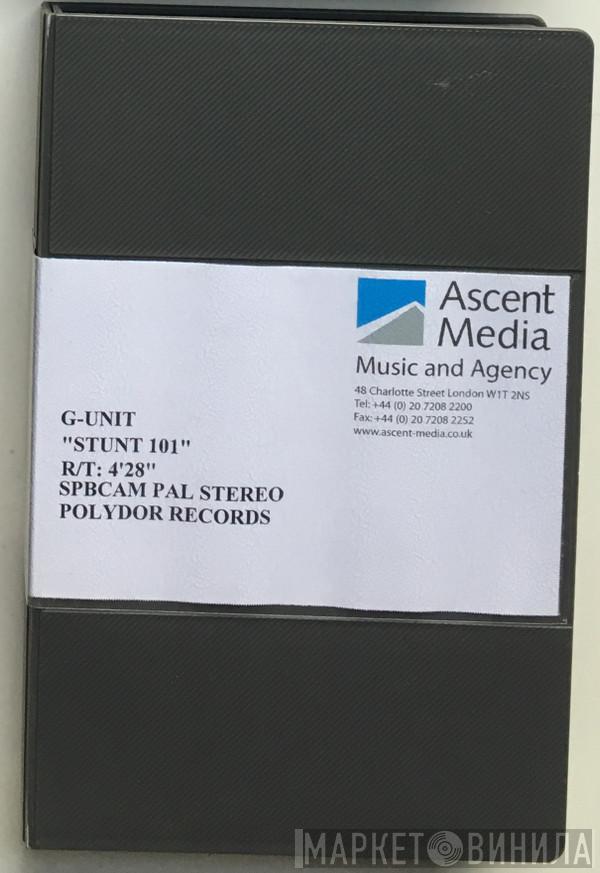 Ascent
Media
Music and Agency
48 Charlotte Street London W1T 2NS
Tel: +44 (0) 20 7208 2200
Fax: +44 (0) 20 7208 2252
www.ascent-media.co.uk
G-UNIT
"STUNT 101"
R/T: 4'28"
SPBCAM PAL STEREO
POLYDOR RECORDS
МАРКЕТ ВИНИЛА